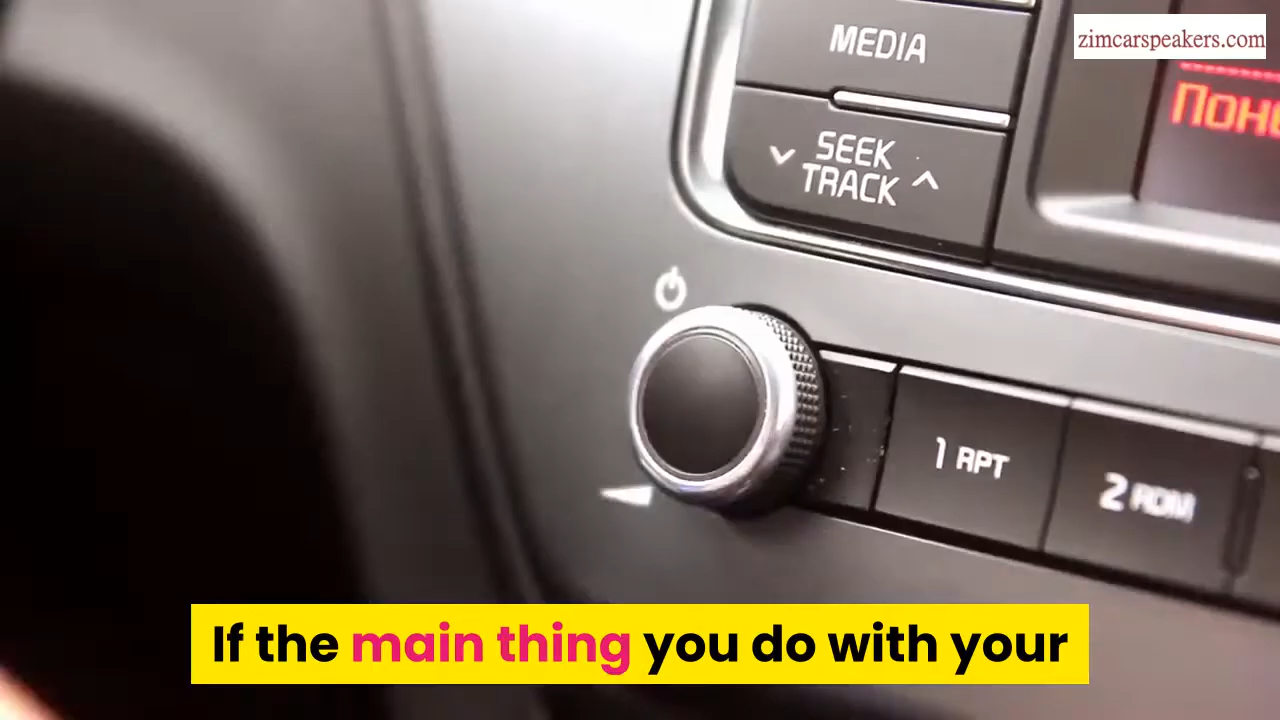 zimcarspeakers.com
MEDIA
SEEK
TRACK
1 RPT
2 RDM
If the main thing you do with your